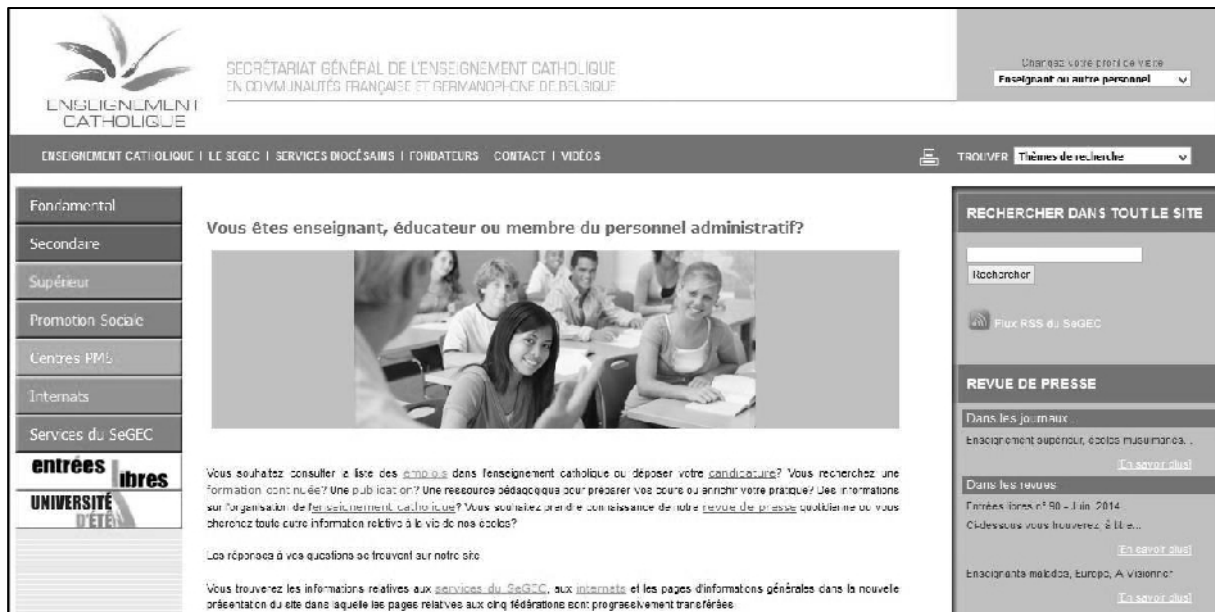 ENSEIGNEMENT
CATHOLIQUE
SECRÉTARIAT GÉNÉRAL DE L'ENSEIGNEMENT CATHOLIQUE
EN COMMUNAUTÉS FRANÇAISE ET GERMANOPHONE DE BELGIQUE
Changez votre profil de visite
Enseignant ou autre personnel
ENSEIGNEMENT CATHOLIQUE | LE SEGEC | SERVICES DIOCÉSAINS | FONDATEURS CONTACT | VIDÉOS
TROUVER Thèmes de recherche
Fondamental
Secondaire
Supérieur
Promotion Sociale
Centres PMS
Internats
Services du SeGEC
entrées libres
UNIVERSITÉ
D'ÉTÉ
Vous êtes enseignant, éducateur ou membre du personnel administratif?
Vous souhaitez consulter la liste des emplois dans l'enseignement catholique ou déposer votre candidature? Vous recherchez une
formation continuée? Une publication? Une ressource pédagogique pour préparer vos cours ou enrichir votre pratique? Des informations
sur l'organisation de l'enseignement catholique? Vous souhaitez prendre connaissance de notre revue de presse quotidienne ou vous
cherchez toute autre information relative à la vie de nos écoles?
Les réponses à vos questions se trouvent sur notre site
Vous trouverez les informations relatives aux services du SeGEC, aux internats et les pages d'informations générales dans la nouvelle
présentation du site dans laquelle les pages relatives aux cinq fédérations sont progressivement transférées
RECHERCHER DANS TOUT LE SITE
Rechercher
Flux RSS du SeGEC
REVUE DE PRESSE
Dans les journaux...
Enseignement supérieur, écoles musulmanes...
[En savoir plus]
Dans les revues
Entrées libres n° 90 - Juin 2014
Ci-dessous vous trouverez, à
[En savoir plus]
Enseignants malades, Europe, A Visionner
[En savoir plus]